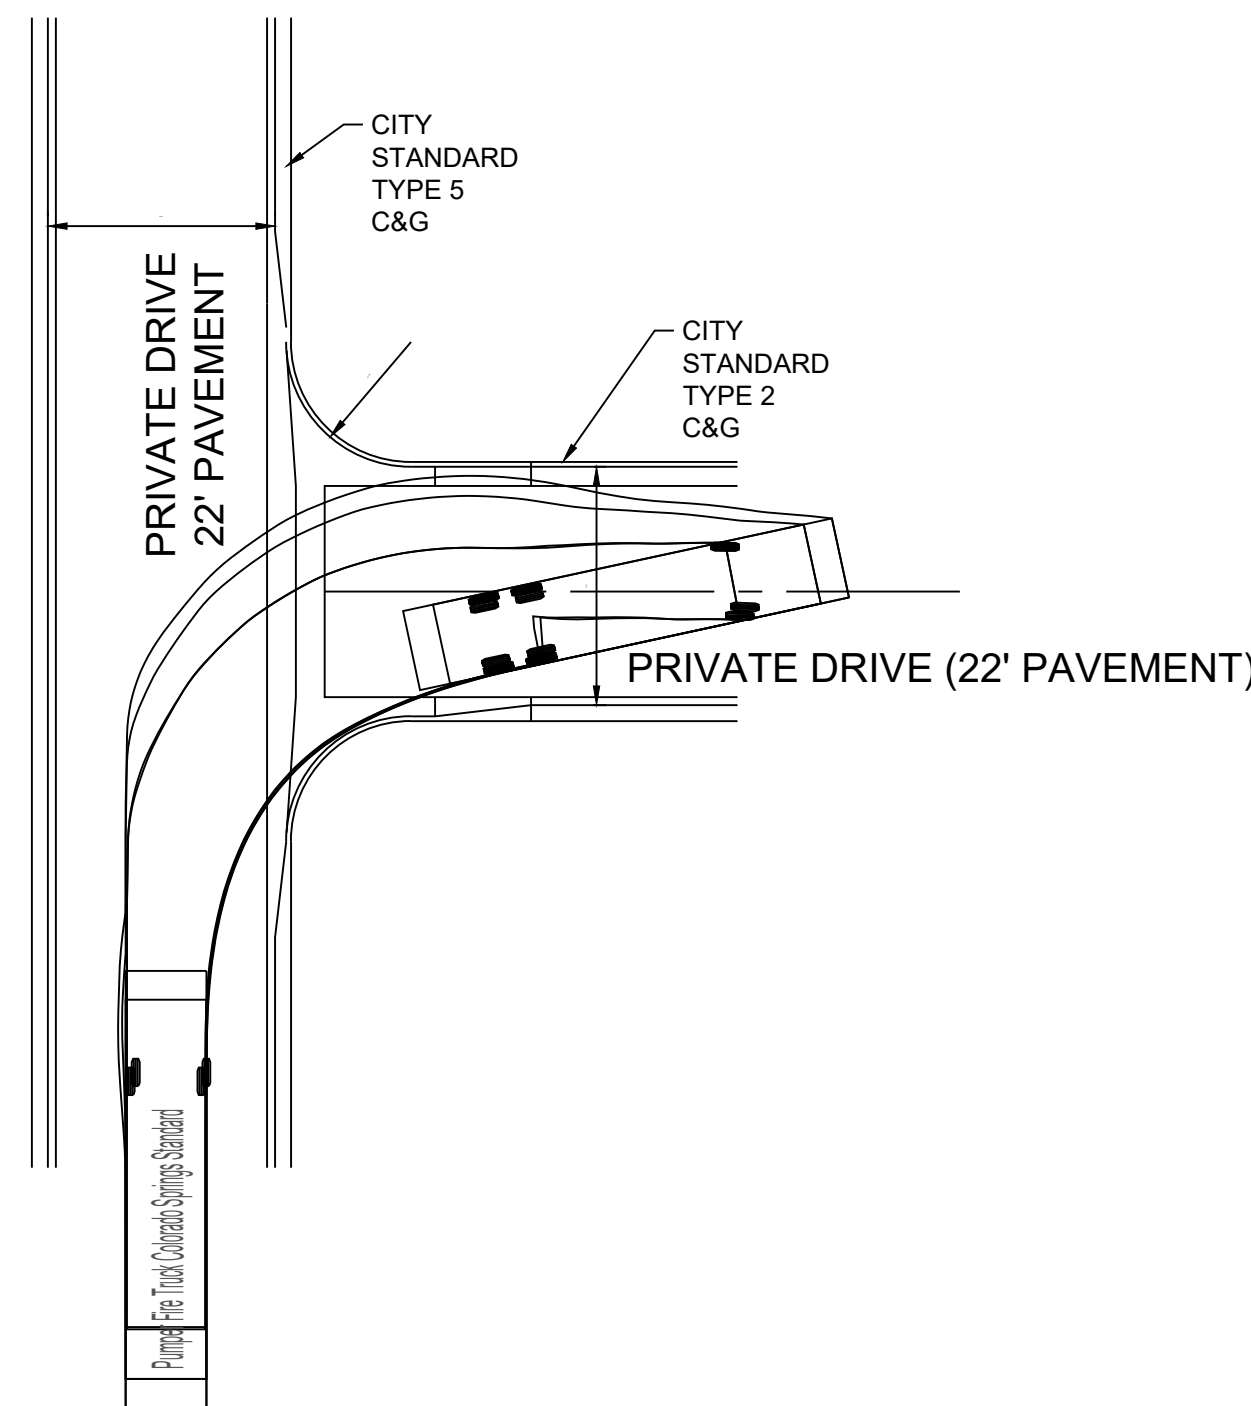 CITY
STANDARD
TYPE 5
C&G
PRIVATE DRIVE
22' PAVEMENT
CITY
STANDARD
TYPE 2
C&G
PRIVATE DRIVE (22' PAVEMENT)
Pumper Fire Truck Colorado Springs Standard